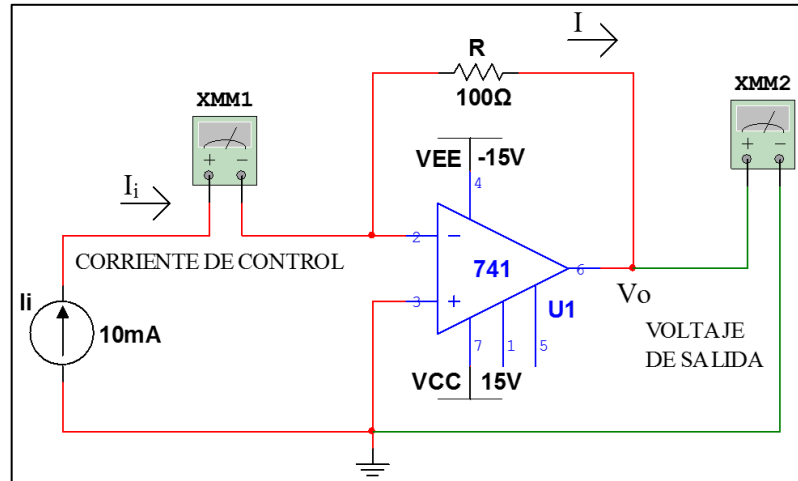 I
R
100Ω
XMM1
XMM2
+ −
+ −
VEE -15V
4
Ii
2
−
CORRIENTE DE CONTROL
741
6
Vo
3
+
U1
Ii
10mA
7
1
5
VOLTAJE
DE SALIDA
VCC 15V